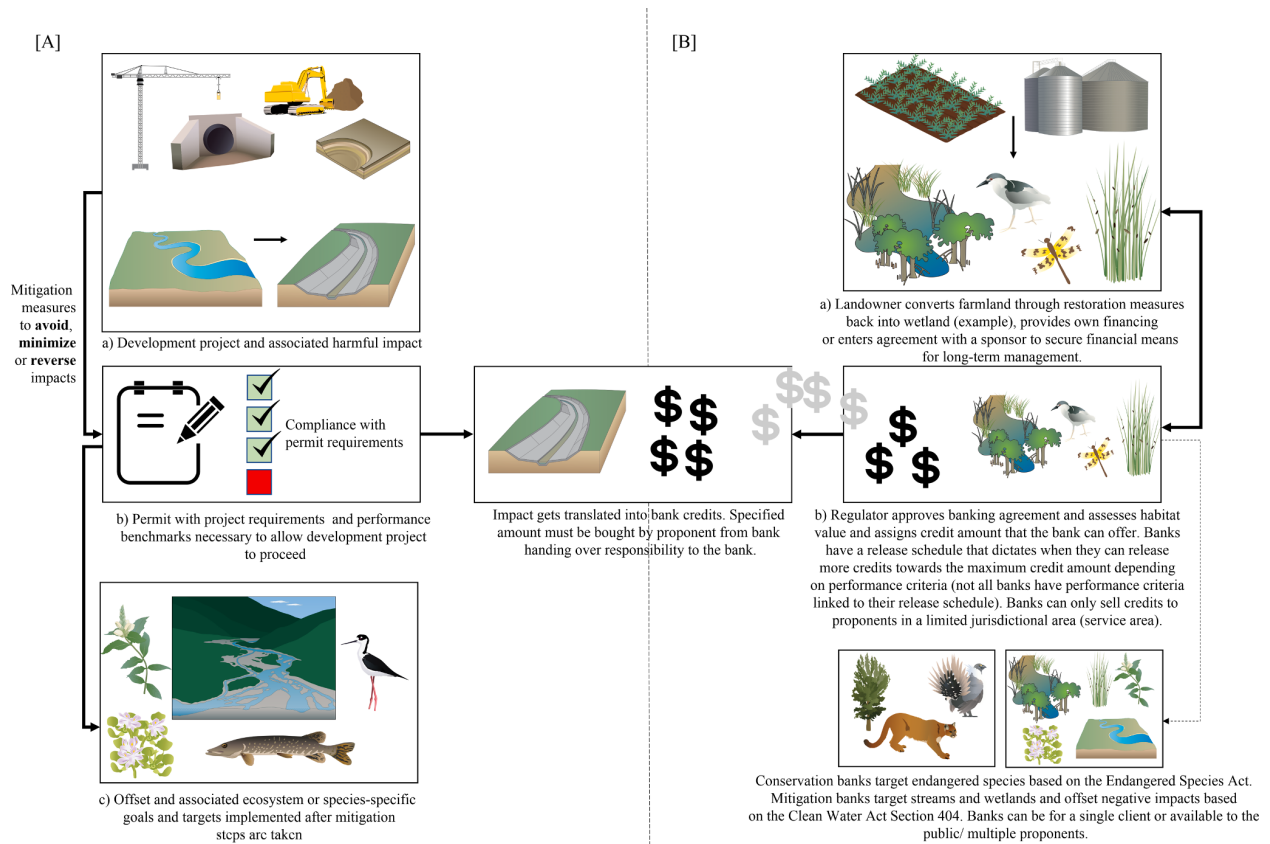 [A]
Mitigation
measures
to avoid,
minimize
or reverse
impacts
a) Development project and associated harmful impact
Compliance with
permit requirements
b) Permit with project requirements and performance
benchmarks necessary to allow development project
to proceed
c) Offset and associated ecosystem or species-specific
goals and targets implemented after mitigation
steps are taken
$ $
$ $
Impact gets translated into bank credits. Specified
amount must be bought by proponent from bank
handing over responsibility to the bank.
$ $ $ $ $
[B]
a) Landowner converts farmland through restoration measures
back into wetland (example), provides own financing
or enters agreement with a sponsor to secure financial means
for long-term management.
$
$ $
b) Regulator approves banking agreement and assesses habitat
value and assigns credit amount that the bank can offer. Banks
have a release schedule that dictates when they can release
more credits towards the maximum credit amount depending
on performance criteria (not all banks have performance criteria
linked to their release schedule). Banks can only sell credits to
proponents in a limited jurisdictional area (service area).
Conservation banks target endangered species based on the Endangered Species Act.
Mitigation banks target streams and wetlands and offset negative impacts based
on the Clean Water Act Section 404. Banks can be for a single client or available to the
public/ multiple proponents.